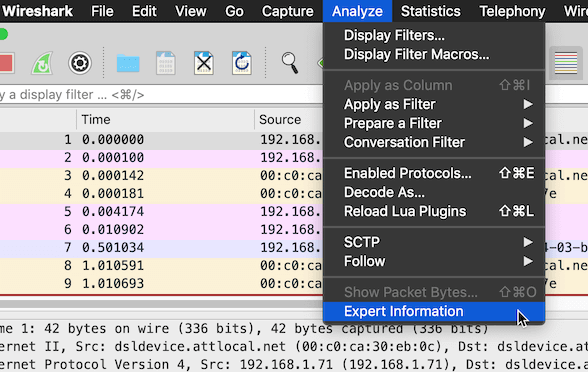 Wireshark File Edit View Go Capture Analyze Statistics Telephony Wire
y a display filter ... <⌘/>
Time Source
1 0.000000 192.168. cal.ne
2 0.000100 192.168.
3 0.000142 00:c0:ca cal.ne
4 0.000181 00:c0:ca /e
5 0.004174 192.168.
6 0.010902 192.168.
7 0.501034 192.168. 4-03-b
8 1.010591 00:c0:ca cal.ne
9 1.010693 00:c0:ca /e
Display Filters...
Display Filter Macros...
Apply as Column ⇧⌘I
Apply as Filter
Prepare a Filter
Conversation Filter
Enabled Protocols... ⇧⌘E
Decode As...
Reload Lua Plugins ⇧⌘L
SCTP
Follow
Show Packet Bytes... ⇧⌘O
Expert Information
me 1: 42 bytes on wire (336 bits), 42 bytes captured (336 bits)
ernet II, Src: dsldevice.attlocal.net (00:c0:ca:30:eb:0c), Dst: dsldevice.
ernet Protocol Version 4, Src: 192.168.1.71 (192.168.1.71), Dst: dsldevice.a